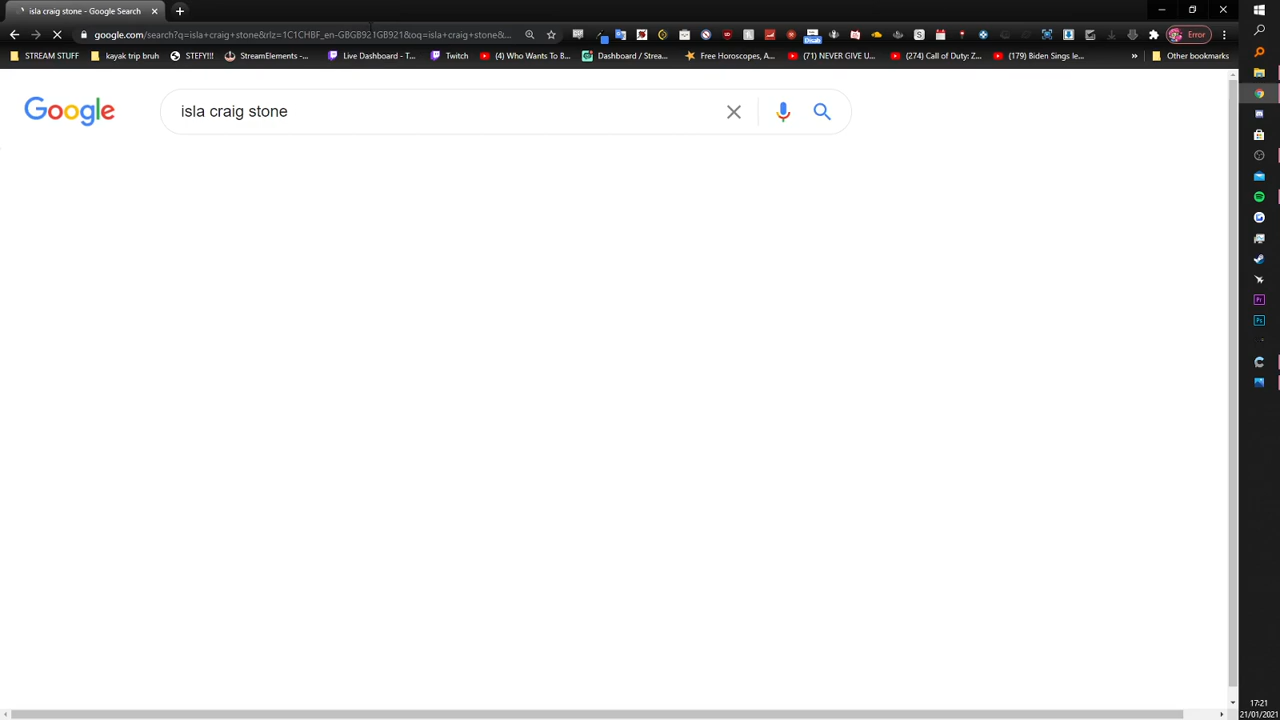 isla craig stone - Google Search
google.com/search?q=isla+craig+stone&rlz=1C1CHBF_en-GBGB921GB921&oq=isla+craig+stone&...
Error
STREAM STUFF
kayak trip bruh
STEFY!!!
StreamElements -...
Live Dashboard - T...
Twitch
(4) Who Wants To B...
Dashboard / Strea...
Free Horoscopes, A...
(71) NEVER GIVE U...
(274) Call of Duty: Z...
(179) Biden Sings le...
»
Other bookmarks
Google
isla craig stone
17:21
21/01/2021